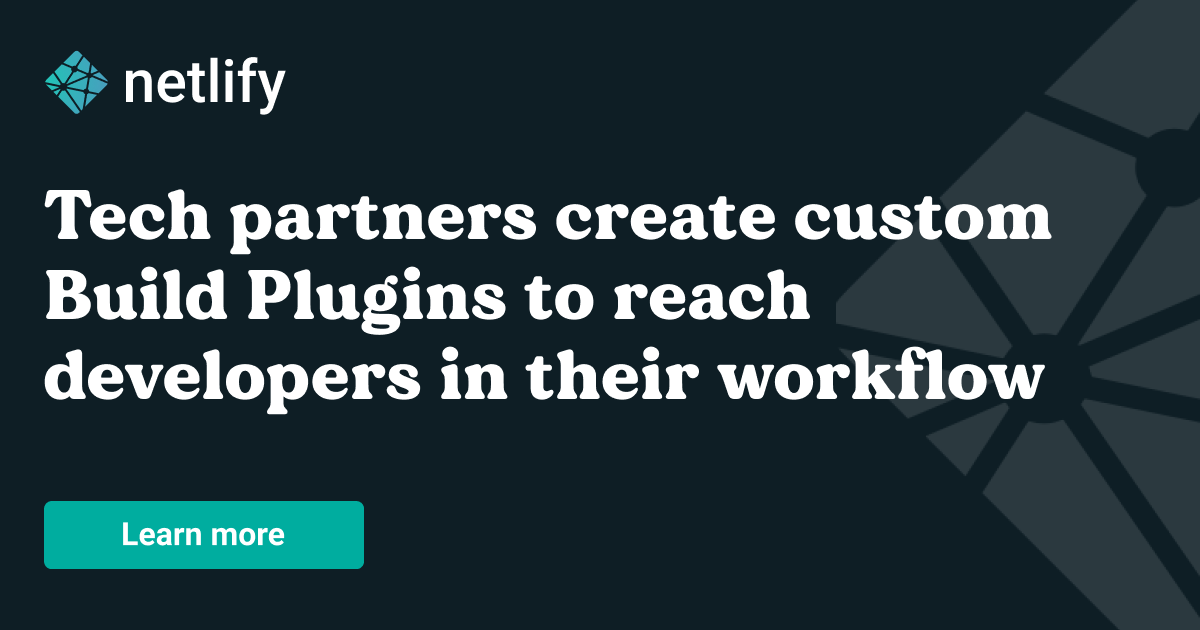 netlify
Tech partners create custom
Build Plugins to reach
developers in their workflow
Learn more